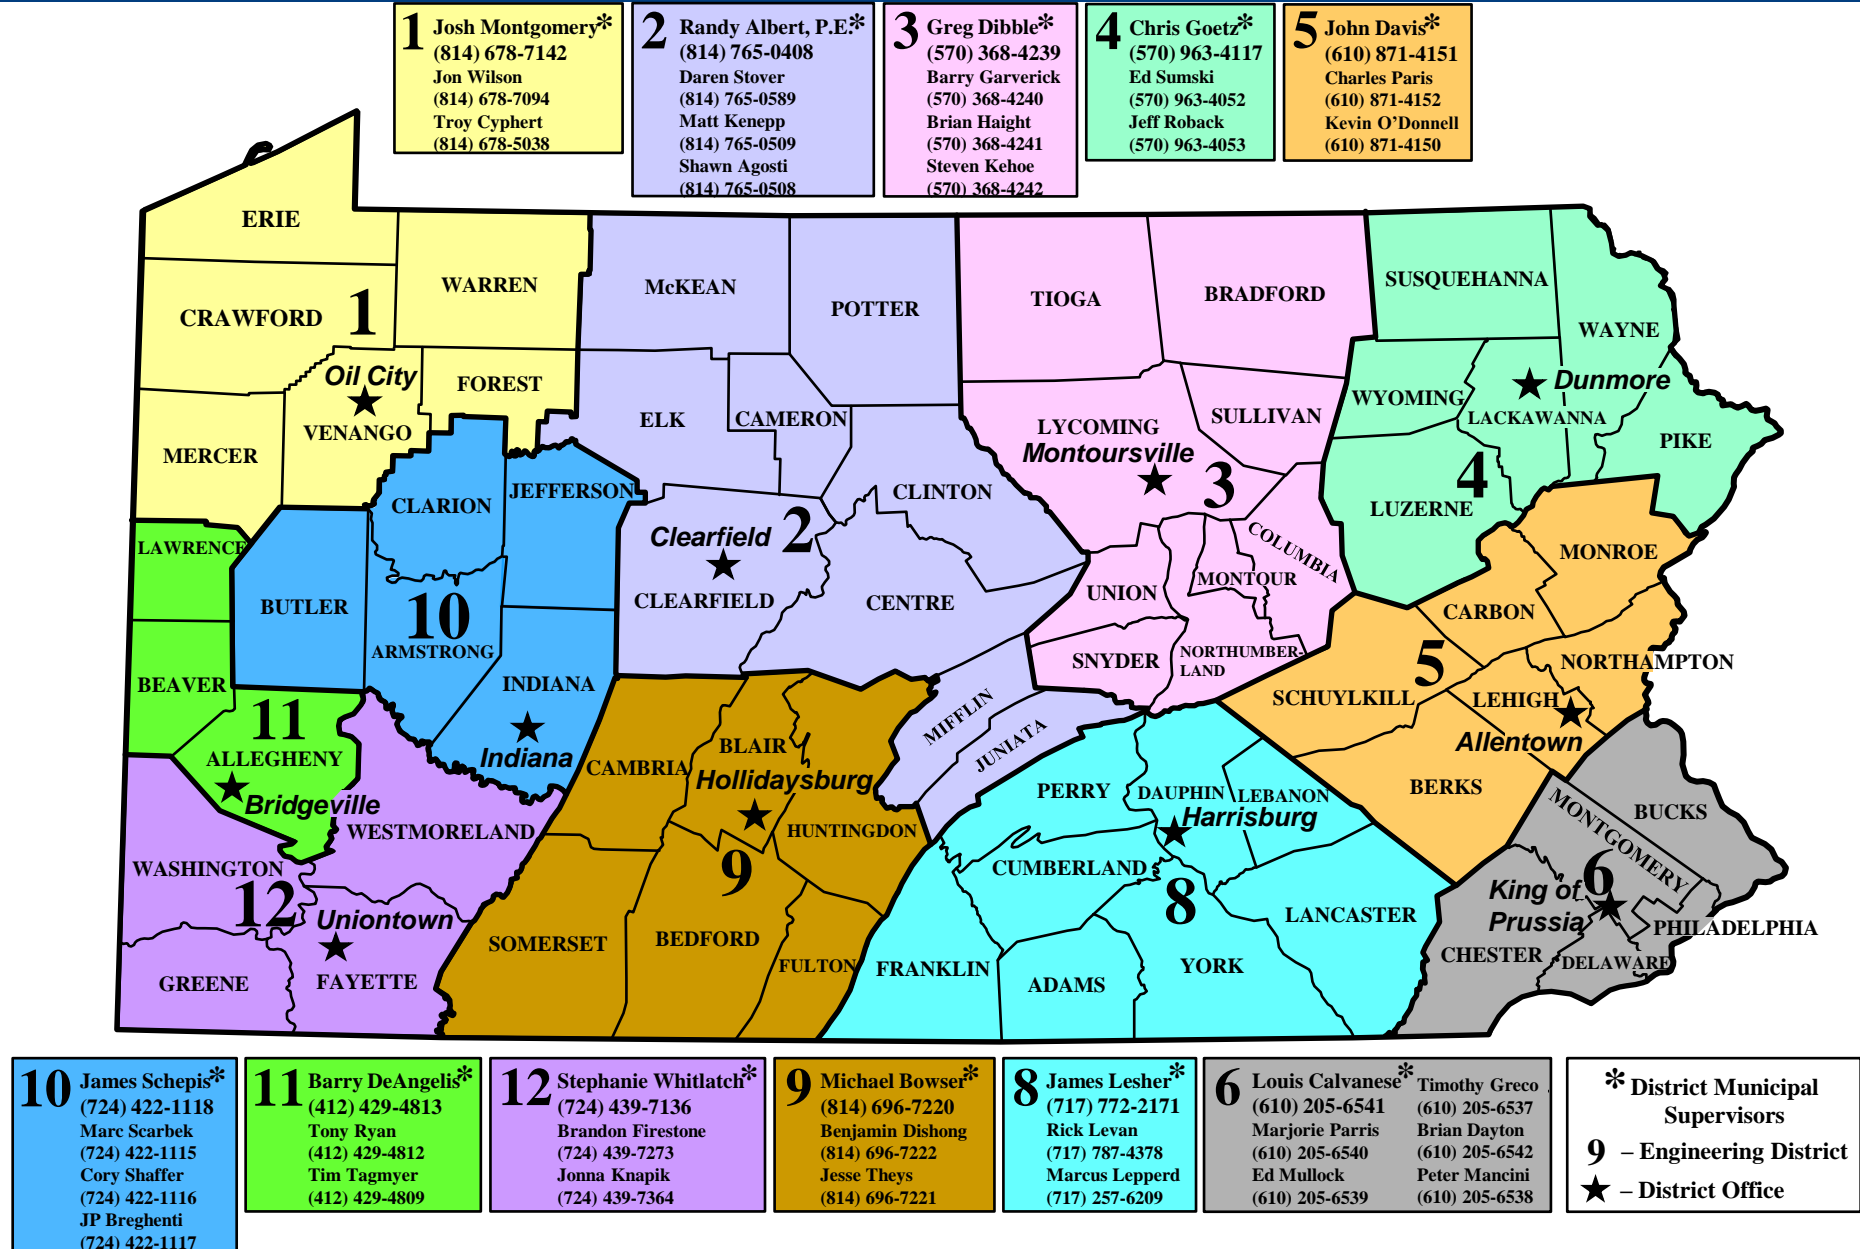 1 Josh Montgomery*
(814) 678-7142
Jon Wilson
(814) 678-7094
Troy Cyphert
(814) 678-5038
2 Randy Albert, P.E.*
(814) 765-0408
Daren Stover
(814) 765-0589
Matt Kenepp
(814) 765-0509
Shawn Agosti
(814) 765-0508
3 Greg Dibble*
(570) 368-4239
Barry Garverick
(570) 368-4240
Brian Haight
(570) 368-4241
Steven Kehoe
(570) 368-4242
4 Chris Goetz*
(570) 963-4117
Ed Sumski
(570) 963-4052
Jeff Roback
(570) 963-4053
5 John Davis*
(610) 871-4151
Charles Paris
(610) 871-4152
Kevin O'Donnell
(610) 871-4150
ERIE
WARREN
CRAWFORD
1
Oil City
FOREST
VENANGO
MERCER
McKEAN
POTTER
ELK
CAMERON
CLINTON
Clearfield
2
CLEARFIELD
CENTRE
MIFFLIN
JUNIATA
TIOGA
BRADFORD
LYCOMING
Montoursville
SULLIVAN
3
COLUMBIA
MONTOUR
UNION
SNYDER
NORTHUMBER-
LAND
SUSQUEHANNA
WAYNE
WYOMING
Dunmore
LACKAWANNA
PIKE
4
LUZERNE
MONROE
CARBON
5
NORTHAMPTON
SCHUYLKILL
LEHIGH
Allentown
BERKS
CLARION
JEFFERSON
BUTLER
10
ARMSTRONG
INDIANA
Indiana
LAWRENCE
BEAVER
11
ALLEGHENY
Bridgeville
WESTMORELAND
WASHINGTON
12
Uniontown
GREENE
FAYETTE
CAMBRIA
BLAIR
Hollidaysburg
HUNTINGDON
9
SOMERSET
BEDFORD
FULTON
PERRY
DAUPHIN
LEBANON
Harrisburg
CUMBERLAND
8
LANCASTER
FRANKLIN
ADAMS
YORK
BUCKS
MONTGOMERY
6
King of
Prussia
PHILADELPHIA
CHESTER
DELAWARE
10 James Schepis*
(724) 422-1118
Marc Scarbek
(724) 422-1115
Cory Shaffer
(724) 422-1116
JP Breghenti
(724) 422-1117
11 Barry DeAngelis*
(412) 429-4813
Tony Ryan
(412) 429-4812
Tim Tagmyer
(412) 429-4809
12 Stephanie Whitlatch*
(724) 439-7136
Brandon Firestone
(724) 439-7273
Jonna Knapik
(724) 439-7364
9 Michael Bowser*
(814) 696-7220
Benjamin Dishong
(814) 696-7222
Jesse Theys
(814) 696-7221
8 James Lesher*
(717) 772-2171
Rick Levan
(717) 787-4378
Marcus Lepperd
(717) 257-6209
6 Louis Calvanese*
(610) 205-6541
Marjorie Parris
(610) 205-6540
Ed Mullock
(610) 205-6539
Timothy Greco
(610) 205-6537
Brian Dayton
(610) 205-6542
Peter Mancini
(610) 205-6538
* District Municipal
Supervisors
9 – Engineering District
★ – District Office